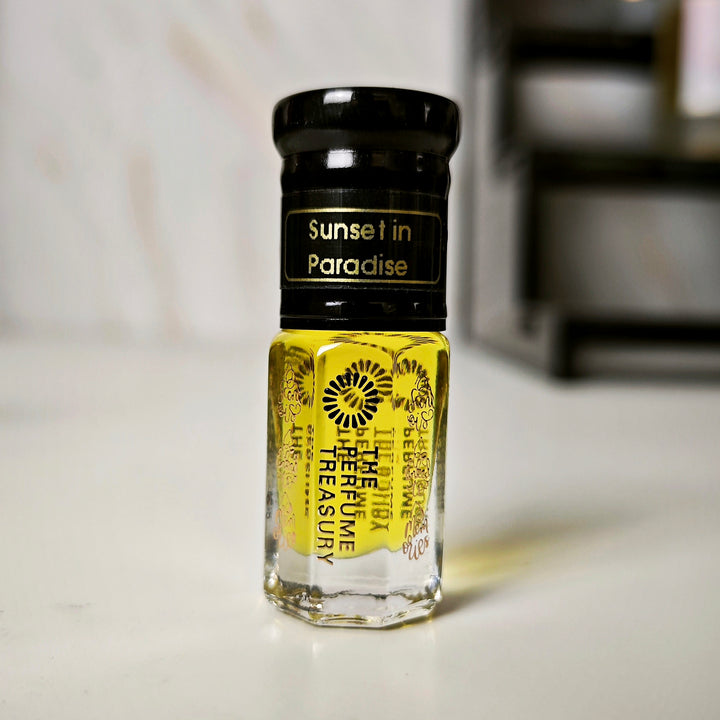 Sunset in
Paradise
THE
PERFUME
TREASURY